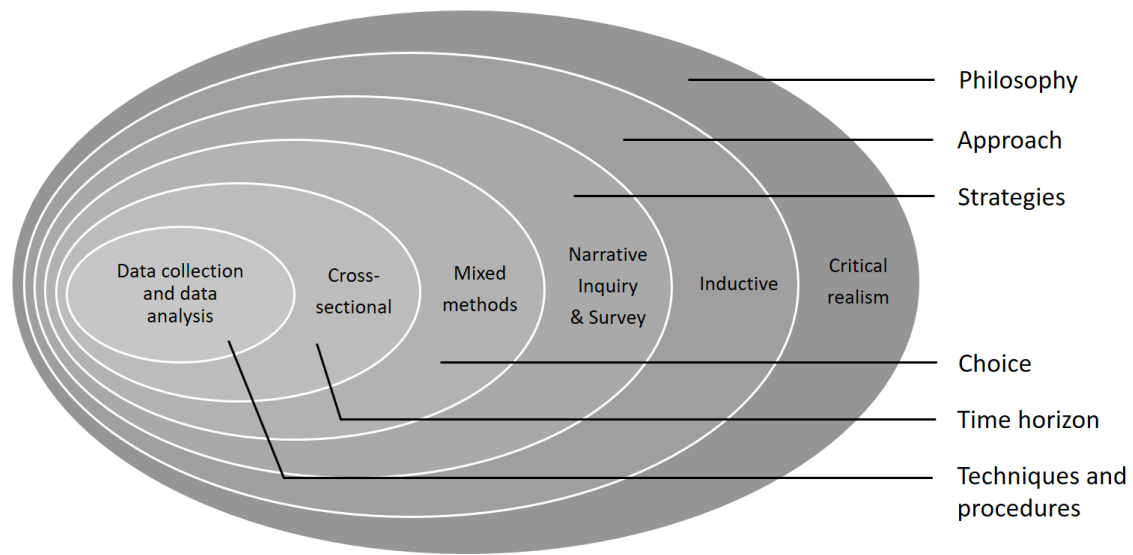 Philosophy
Approach
Strategies
Data collection
and data
analysis
Cross-
sectional
Mixed
methods
Narrative
Inquiry
& Survey
Inductive
Critical
realism
Choice
Time horizon
Techniques and
procedures